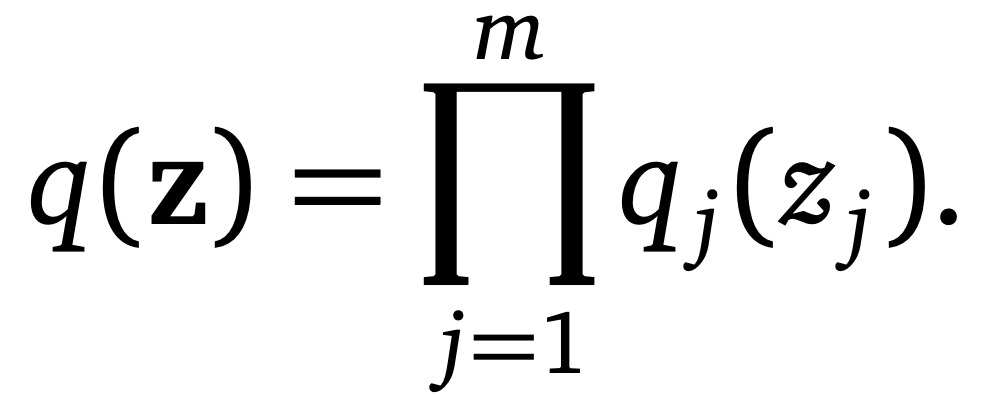 q(𝐳) = ∏_{j=1}^{m} q_j(z_j).